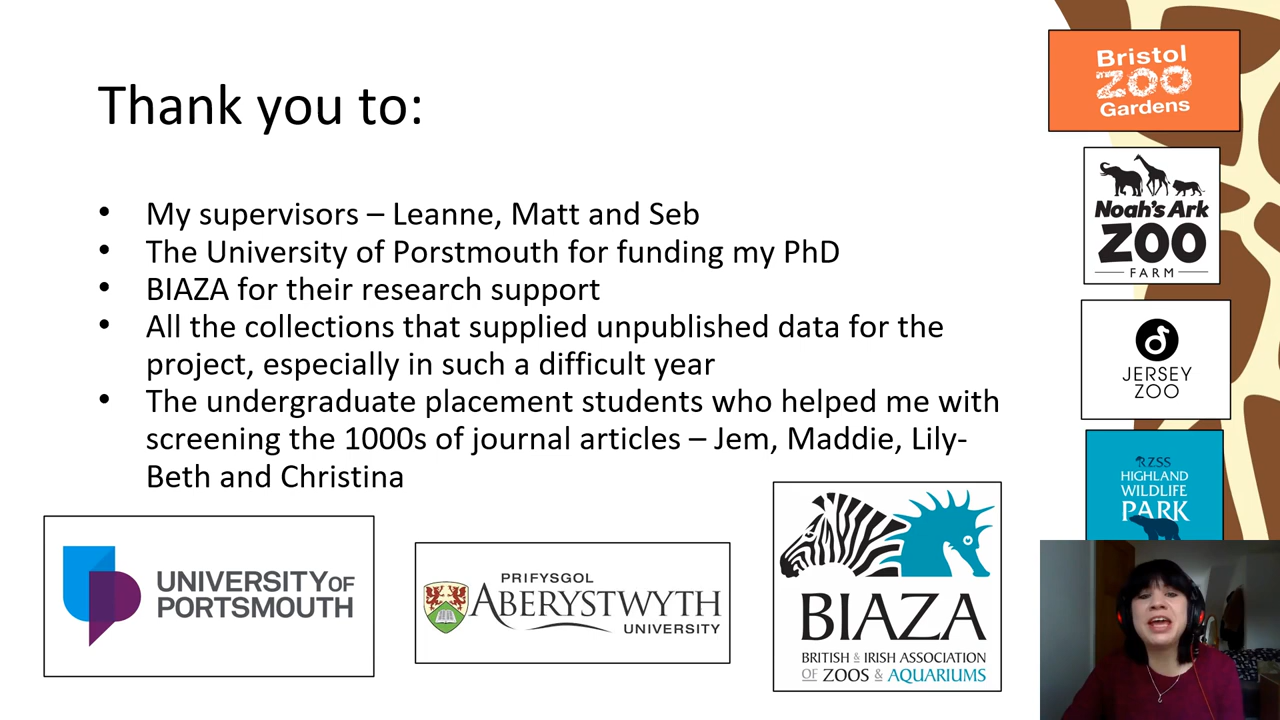 Thank you to:
• My supervisors – Leanne, Matt and Seb
• The University of Porstmouth for funding my PhD
• BIAZA for their research support
• All the collections that supplied unpublished data for the
project, especially in such a difficult year
• The undergraduate placement students who helped me with
screening the 1000s of journal articles – Jem, Maddie, Lily-
Beth and Christina
Bristol
ZOO
Gardens
Noah's Ark
ZOO
FARM
JERSEY
ZOO
RZSS
HIGHLAND
WILDLIFE
PARK
UNIVERSITY OF
PORTSMOUTH
PRIFYSGOL
ABERYSTWYTH
UNIVERSITY
BIAZA
BRITISH & IRISH ASSOCIATION
OF ZOOS & AQUARIUMS